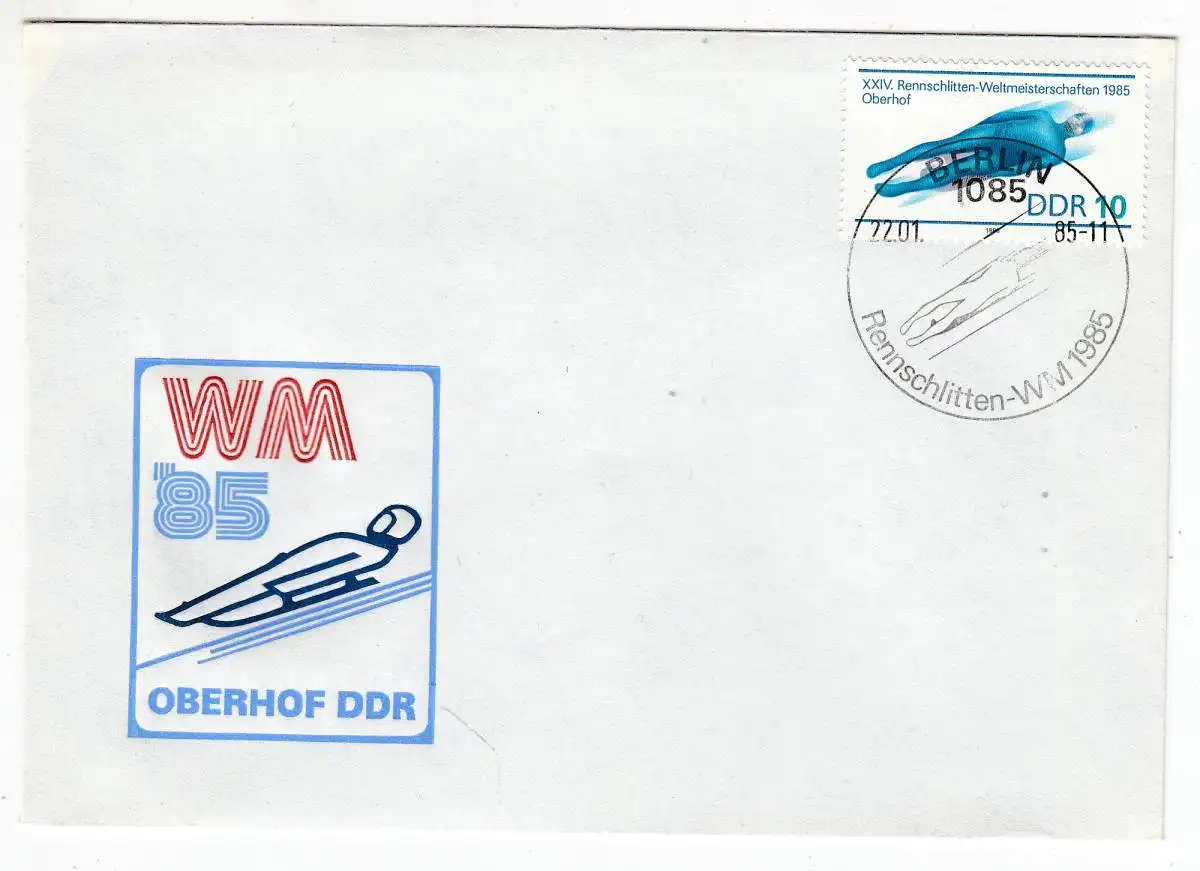 XXIV. Rennschlitten-Weltmeisterschaften 1985
Oberhof
DDR 10
BERLIN
1085
22.01. 85-11
Rennschlitten-WM 1985
WM
'85
OBERHOF DDR